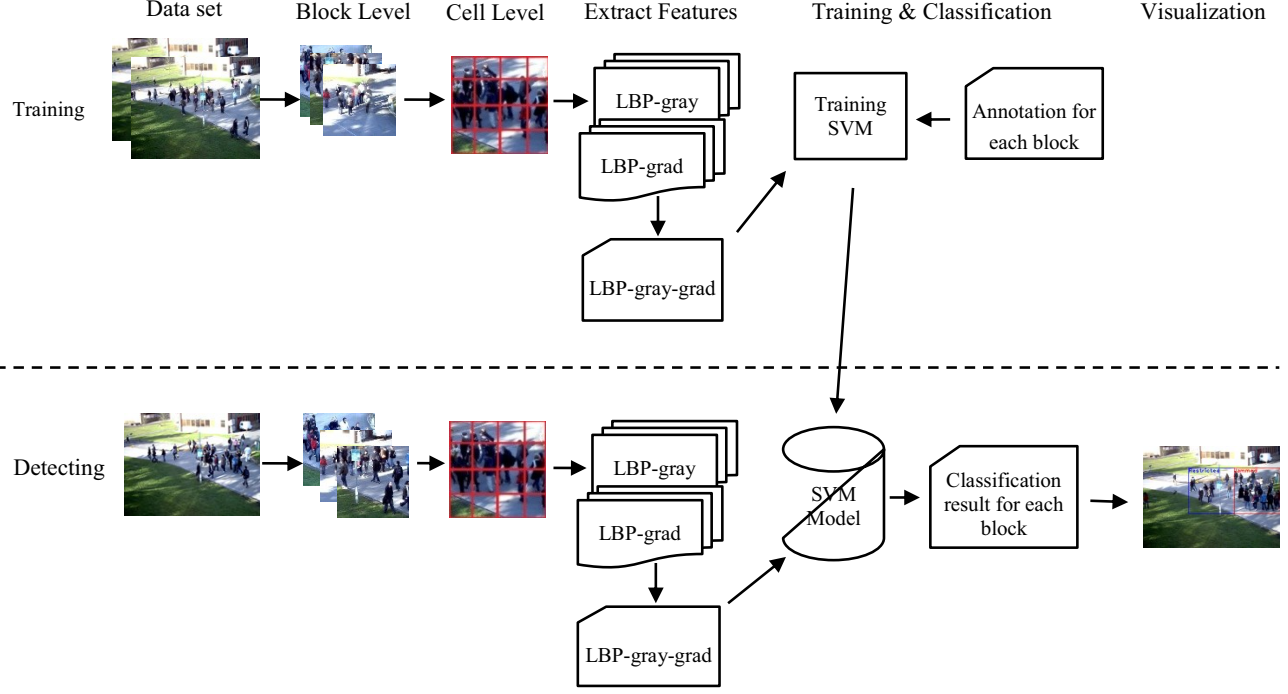 Data set
Block Level
Cell Level
Extract Features
Training & Classification
Visualization
Training
LBP-gray
LBP-grad
LBP-gray-grad
Training
SVM
Annotation for
each block
Detecting
LBP-gray
LBP-grad
LBP-gray-grad
SVM
Model
Classification
result for each
block
Restricted